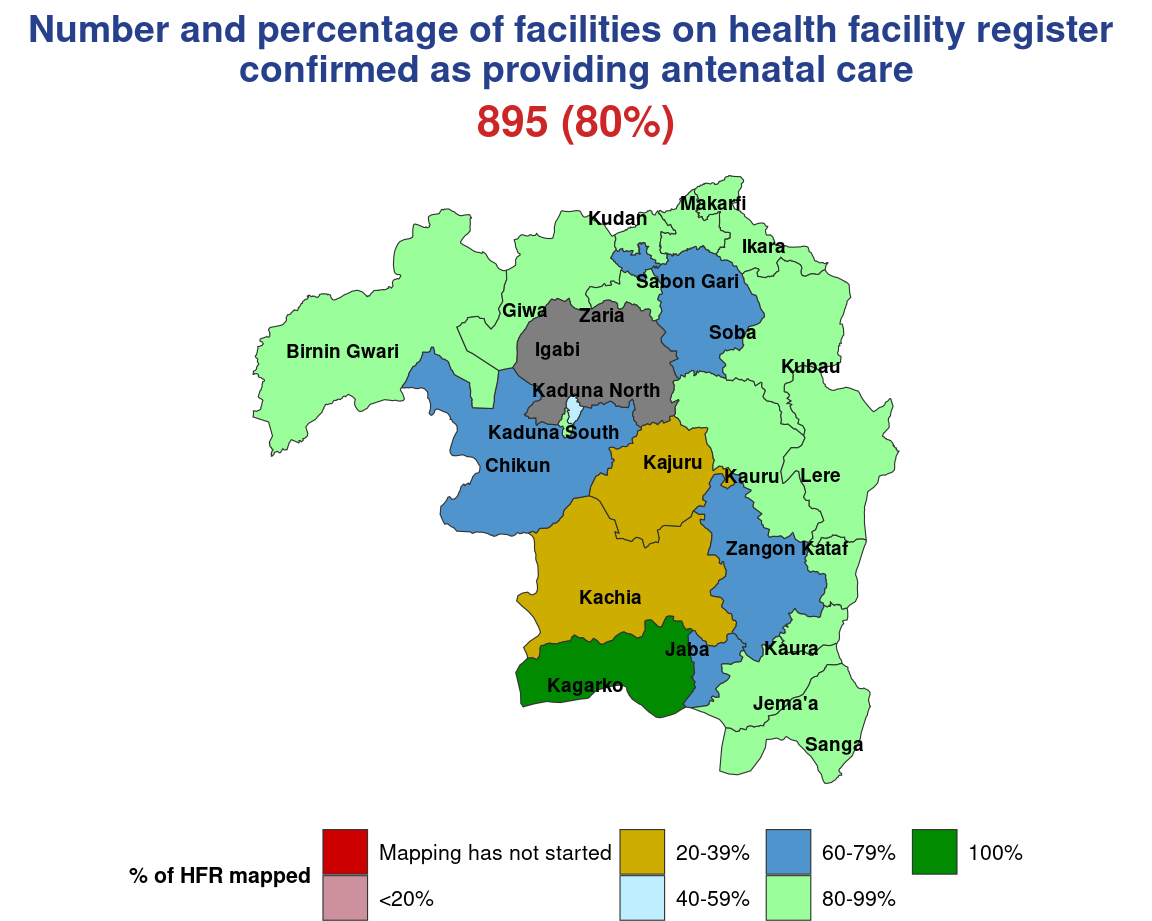 Number and percentage of facilities on health facility register
confirmed as providing antenatal care
895 (80%)
Makarfi
Kudan
Ikara
Sabon Gari
Giwa
Zaria
Soba
Birnin Gwari
Igabi
Kubau
Kaduna North
Kaduna South
Chikun
Kajuru
Kauru
Lere
Zangon Kataf
Kachia
Jaba
Kaura
Kagarko
Jema'a
Sanga
% of HFR mapped
Mapping has not started
<20%
20-39%
40-59%
60-79%
80-99%
100%